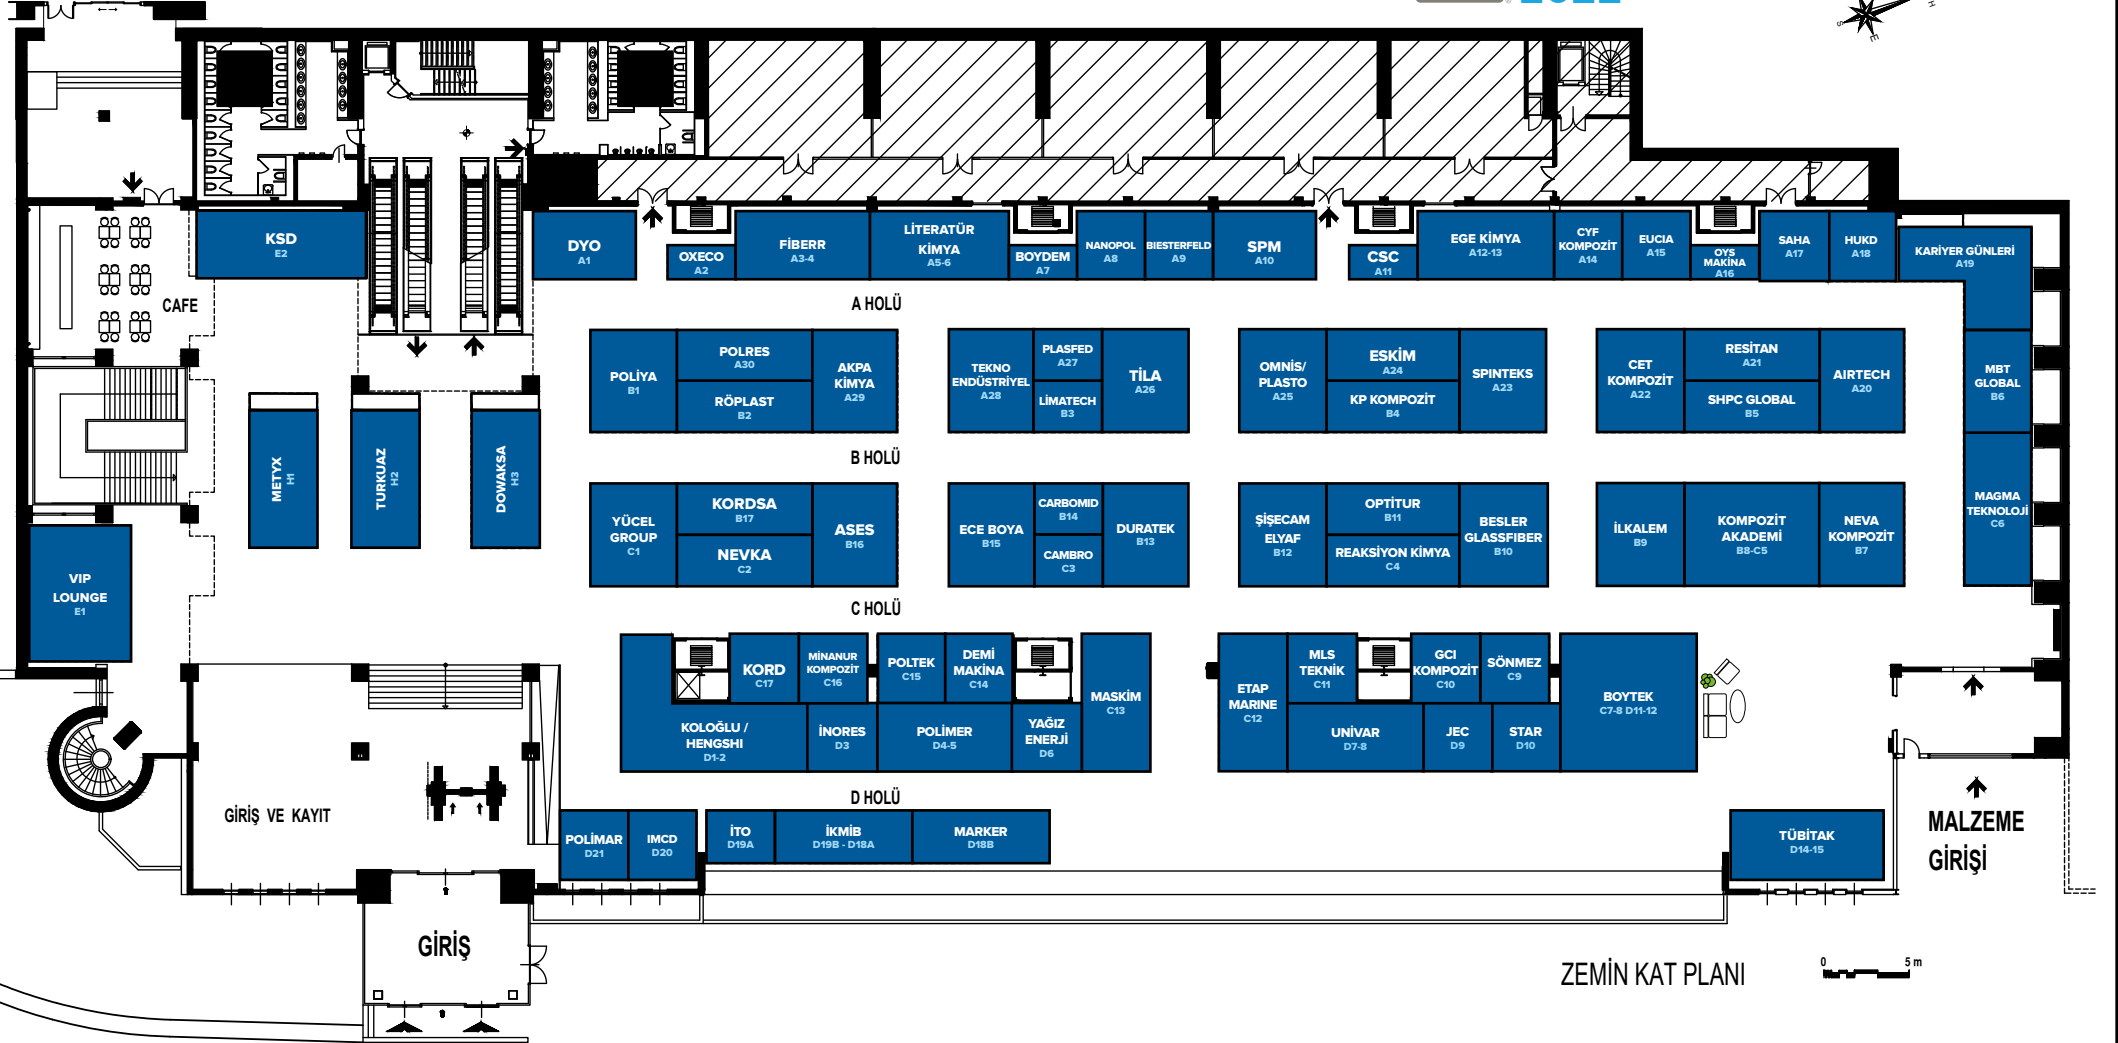 S
E
H
KSD
E2
DYO
A1
OXECO
A2
FİBERR
A3-4
LİTERATÜR
KİMYA
A5-6
BOYDEM
A7
NANOPOL
A8
BIESTERFELD
A9
SPM
A10
CSC
A11
EGE KİMYA
A12-13
CYF
KOMPOZİT
A14
EUCIA
A15
OYS
MAKİNA
A16
SAHA
A17
HUKD
A18
KARİYER GÜNLERİ
A19
CAFE
A HOLÜ
POLİYA
B1
POLRES
A30
RÖPLAST
B2
AKPA
KİMYA
A29
TEKNO
ENDÜSTRİYEL
A28
PLASFED
A27
LİMATECH
B3
TİLA
A26
OMNİS/
PLASTO
A25
ESKİM
A24
KP KOMPOZİT
B4
SPINTEKS
A23
CET
KOMPOZİT
A22
RESİTAN
A21
SHPC GLOBAL
B5
AIRTECH
A20
MBT
GLOBAL
B6
METYX
H1
TURKUAZ
H2
DOWAKSA
H3
B HOLÜ
YÜCEL
GROUP
C1
KORDSA
B17
NEVKA
C2
ASES
B16
ECE BOYA
B15
CARBOMID
B14
CAMBRO
C3
DURATEK
B13
ŞİŞECAM
ELYAF
B12
OPTİTUR
B11
REAKSİYON KİMYA
C4
BESLER
GLASSFIBER
B10
İLKALEM
B9
KOMPOZİT
AKADEMİ
B8-C5
NEVA
KOMPOZİT
B7
MAGMA
TEKNOLOJİ
C6
VIP
LOUNGE
E1
C HOLÜ
KOLOĞLU /
HENGSHI
D1-2
KORD
C17
MİNANUR
KOMPOZİT
C16
POLTEK
C15
DEMİ
MAKİNA
C14
MASKİM
C13
İNORES
D3
POLİMER
D4-5
YAĞIZ
ENERJİ
D6
ETAP
MARINE
C12
MLS
TEKNİK
C11
GCI
KOMPOZİT
C10
SÖNMEZ
C9
BOYTEK
C7-8 D11-12
UNİVAR
D7-8
JEC
D9
STAR
D10
D HOLÜ
GİRİŞ VE KAYIT
POLİMAR
D21
IMCD
D20
İTO
D19A
İKMİB
D19B - D18A
MARKER
D18B
TÜBİTAK
D14-15
MALZEME
GİRİŞİ
GİRİŞ
ZEMİN KAT PLANI
0 5 m